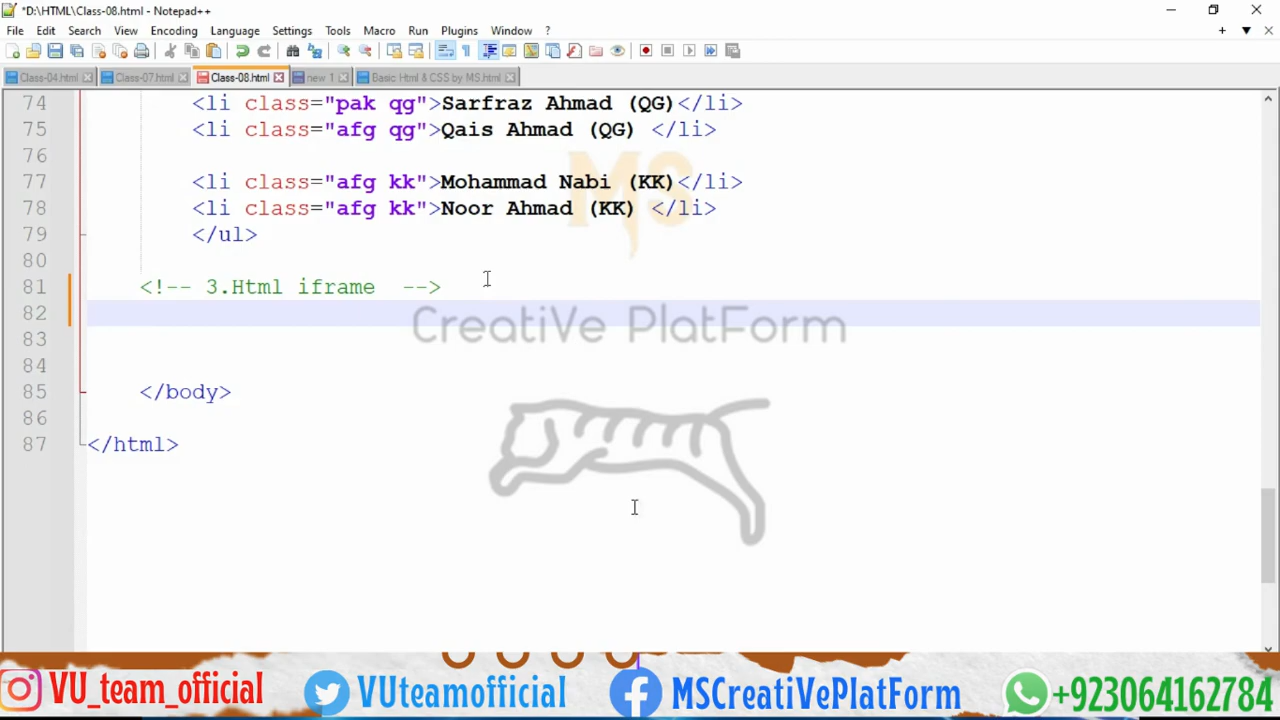 *D:\HTML\Class-08.html - Notepad++
File Edit Search View Encoding Language Settings Tools Macro Run Plugins Window ?
Class-04.html Class-07.html Class-08.html new 1 Basic Html & CSS by MS.html
74 <li class="pak qg">Sarfraz Ahmad (QG)</li>
75 <li class="afg qg">Qais Ahmad (QG) </li>
76
77 <li class="afg kk">Mohammad Nabi (KK)</li>
78 <li class="afg kk">Noor Ahmad (KK) </li>
79 </ul>
80
81 <!-- 3.Html iframe  -->
82
83
84
85 </body>
86
87 </html>
MS
CreatiVe PlatForm
VU_team_official VUteamofficial MSCreatiVePlatForm +923064162784